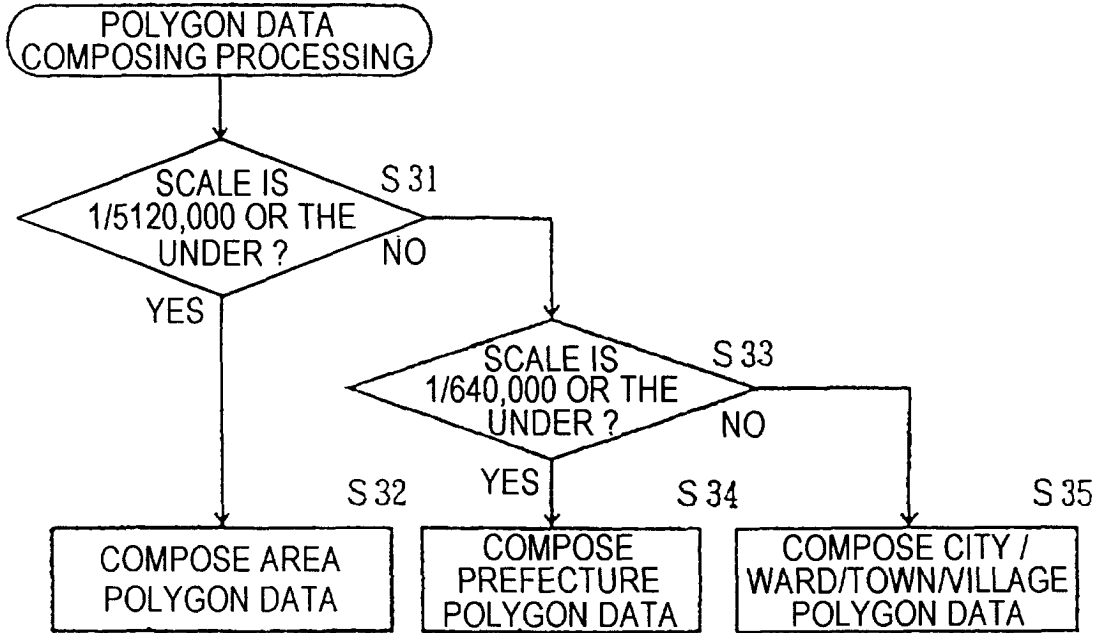 POLYGON DATA
COMPOSING PROCESSING
SCALE IS
1/5120,000 OR THE
UNDER ?
S 31
NO
YES
SCALE IS
1/640,000 OR THE
UNDER ?
S 33
NO
YES
S 32
COMPOSE AREA
POLYGON DATA
S 34
COMPOSE
PREFECTURE
POLYGON DATA
S 35
COMPOSE CITY /
WARD/TOWN/VILLAGE
POLYGON DATA